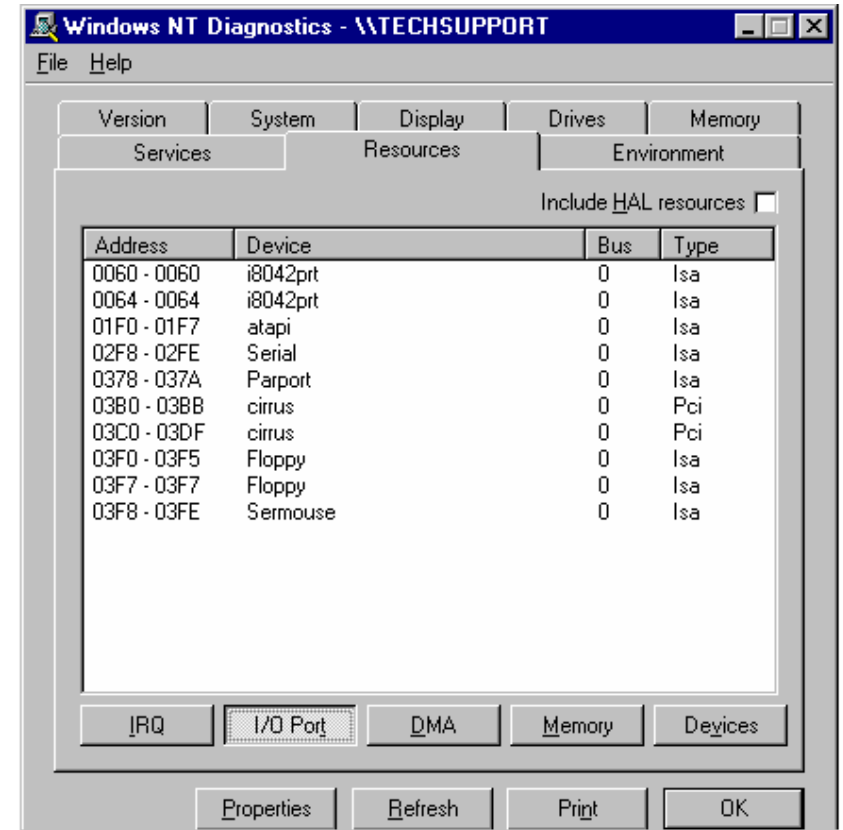 Windows NT Diagnostics - \\TECHSUPPORT
File Help
Version System Display Drives Memory
Services Resources Environment
Include HAL resources
Address Device Bus Type
0060 - 0060 i8042prt 0 Isa
0064 - 0064 i8042prt 0 Isa
01F0 - 01F7 atapi 0 Isa
02F8 - 02FE Serial 0 Isa
0378 - 037A Parport 0 Isa
03B0 - 03BB cirrus 0 Pci
03C0 - 03DF cirrus 0 Pci
03F0 - 03F5 Floppy 0 Isa
03F7 - 03F7 Floppy 0 Isa
03F8 - 03FE Sermouse 0 Isa
IRQ I/O Port DMA Memory Devices
Properties Refresh Print OK